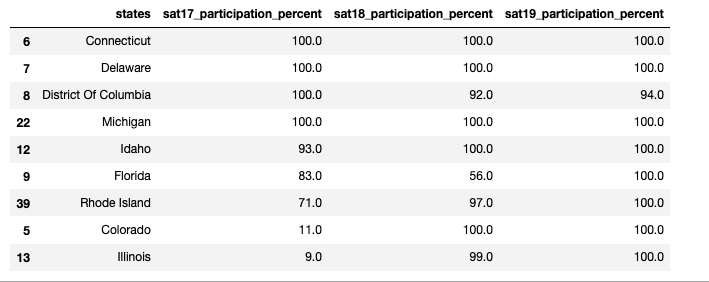 states sat17_participation_percent sat18_participation_percent sat19_participation_percent
6 Connecticut 100.0 100.0 100.0
7 Delaware 100.0 100.0 100.0
8 District Of Columbia 100.0 92.0 94.0
22 Michigan 100.0 100.0 100.0
12 Idaho 93.0 100.0 100.0
9 Florida 83.0 56.0 100.0
39 Rhode Island 71.0 97.0 100.0
5 Colorado 11.0 100.0 100.0
13 Illinois 9.0 99.0 100.0